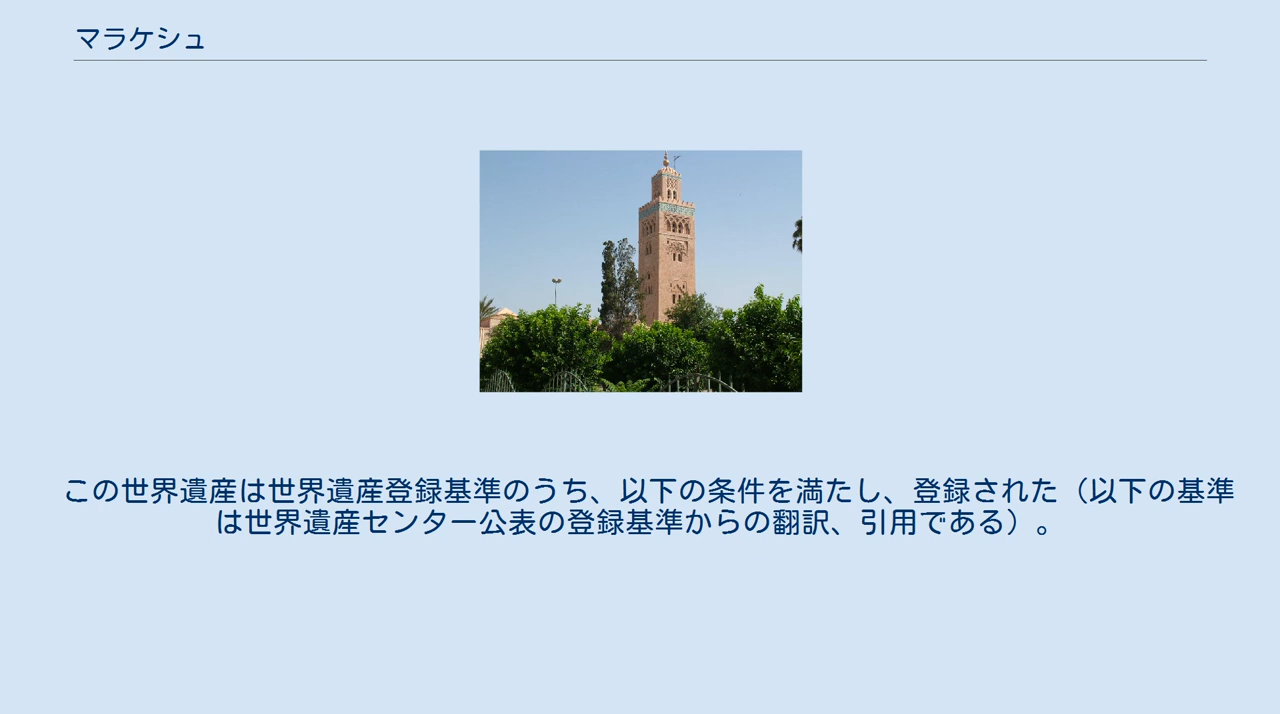 マラケシュ
この世界遺産は世界遺産登録基準のうち、以下の条件を満たし、登録された（以下の基準
は世界遺産センター公表の登録基準からの翻訳、引用である）。